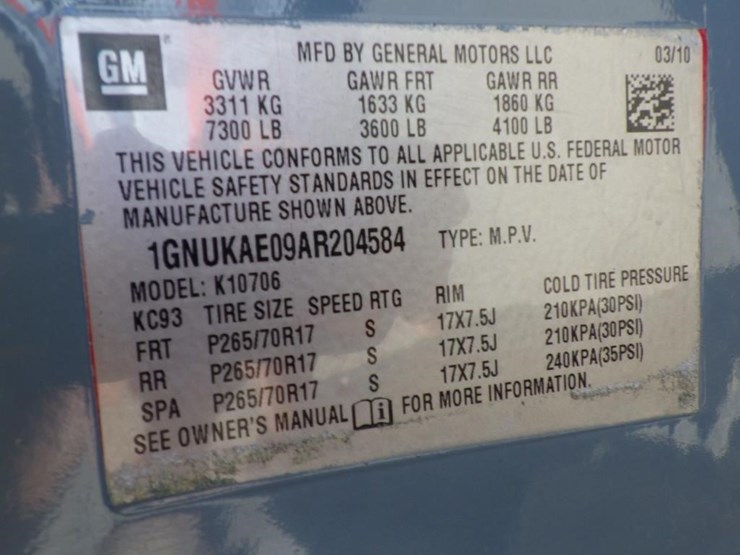 GM
MFD BY GENERAL MOTORS LLC 03/10
GVWR GAWR FRT GAWR RR
3311 KG 1633 KG 1860 KG
7300 LB 3600 LB 4100 LB
THIS VEHICLE CONFORMS TO ALL APPLICABLE U.S. FEDERAL MOTOR
VEHICLE SAFETY STANDARDS IN EFFECT ON THE DATE OF
MANUFACTURE SHOWN ABOVE.
1GNUKAE09AR204584 TYPE: M.P.V.
MODEL: K10706
KC93 TIRE SIZE SPEED RTG RIM COLD TIRE PRESSURE
FRT P265/70R17 S 17X7.5J 210KPA(30PSI)
RR P265/70R17 S 17X7.5J 210KPA(30PSI)
SPA P265/70R17 S 17X7.5J 240KPA(35PSI)
SEE OWNER'S MANUAL i FOR MORE INFORMATION.